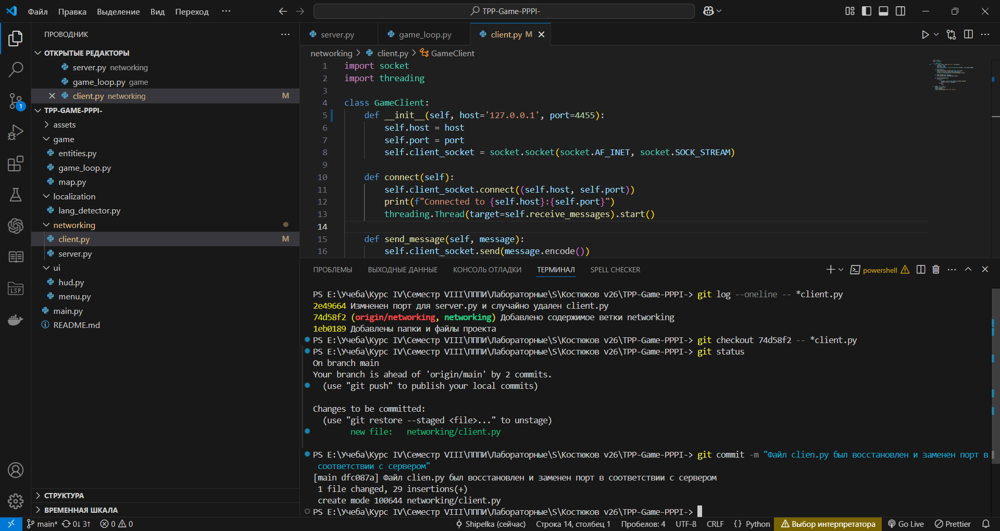 Файл Правка Выделение Вид Переход ··· TPP-Game-PPPI-
ПРОВОДНИК ···
ОТКРЫТЫЕ РЕДАКТОРЫ
server.py networking
game_loop.py game
client.py networking M
TPP-GAME-PPPI-
assets
game
entities.py
game_loop.py
map.py
localization
lang_detector.py
networking
client.py M
server.py
ui
hud.py
menu.py
main.py
README.md
СТРУКТУРА
ВРЕМЕННАЯ ШКАЛА
1
LSP
server.py game_loop.py client.py M
networking > client.py > GameClient
1 import socket
2 import threading
3
4 class GameClient:
5 def __init__(self, host='127.0.0.1', port=4455):
6 self.host = host
7 self.port = port
8 self.client_socket = socket.socket(socket.AF_INET, socket.SOCK_STREAM)
9
10 def connect(self):
11 self.client_socket.connect((self.host, self.port))
12 print(f"Connected to {self.host}:{self.port}")
13 threading.Thread(target=self.receive_messages).start()
14
15 def send_message(self, message):
16 self.client_socket.send(message.encode())
ПРОБЛЕМЫ ВЫХОДНЫЕ ДАННЫЕ КОНСОЛЬ ОТЛАДКИ ТЕРМИНАЛ SPELL CHECKER powershell
PS E:\Учеба\Курс IV\Семестр VIII\ПППИ\Лабораторные\S\Костюков v26\TPP-Game-PPPI-> git log --oneline -- *client.py
2e49664 Измненен порт для server.py и случайно удален client.py
74d58f2 (origin/networking, networking) Добавлено содержимое ветки networking
1eb0189 Добавлены папки и файлы проекта
PS E:\Учеба\Курс IV\Семестр VIII\ПППИ\Лабораторные\S\Костюков v26\TPP-Game-PPPI-> git checkout 74d58f2 -- *client.py
PS E:\Учеба\Курс IV\Семестр VIII\ПППИ\Лабораторные\S\Костюков v26\TPP-Game-PPPI-> git status
On branch main
Your branch is ahead of 'origin/main' by 2 commits.
(use "git push" to publish your local commits)
Changes to be committed:
(use "git restore --staged <file>..." to unstage)
new file: networking/client.py
PS E:\Учеба\Курс IV\Семестр VIII\ПППИ\Лабораторные\S\Костюков v26\TPP-Game-PPPI-> git commit -m "Файл clien.py был восстановлен и заменен порт в
соответствии с сервером"
[main dfc087a] Файл clien.py был восстановлен и заменен порт в соответствии с сервером
1 file changed, 29 insertions(+)
create mode 100644 networking/client.py
PS E:\Учеба\Курс IV\Семестр VIII\ПППИ\Лабораторные\S\Костюков v26\TPP-Game-PPPI->
main* 0↓ 3↑ 0 0 Shipelka (сейчас) Строка 14, столбец 1 Пробелов: 4 UTF-8 CRLF {} Python Выбор интерпретатора Go Live Prettier